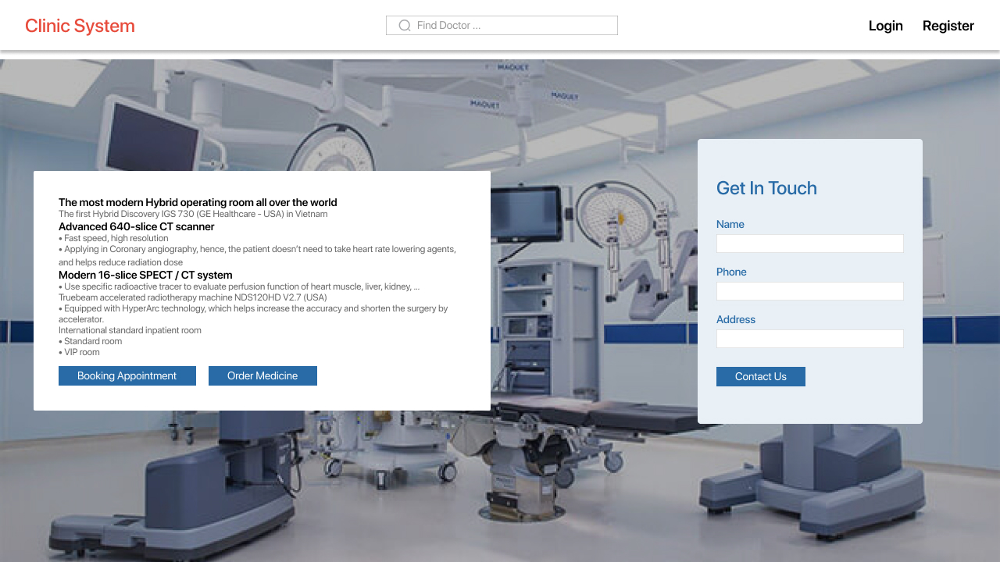 Clinic System
Find Doctor ...
Login
Register
MAQUET
MAQUET
MAQUET
The most modern Hybrid operating room all over the world
The first Hybrid Discovery IGS 730 (GE Healthcare - USA) in Vietnam
Advanced 640-slice CT scanner
• Fast speed, high resolution
• Applying in Coronary angiography, hence, the patient doesn’t need to take heart rate lowering agents,
and helps reduce radiation dose
Modern 16-slice SPECT / CT system
• Use specific radioactive tracer to evaluate perfusion function of heart muscle, liver, kidney, ...
Truebeam accelerated radiotherapy machine NDS120HD V2.7 (USA)
• Equipped with HyperArc technology, which helps increase the accuracy and shorten the surgery by
accelerator.
International standard inpatient room
• Standard room
• VIP room
Booking Appointment
Order Medicine
Get In Touch
Name
Phone
Address
Contact Us